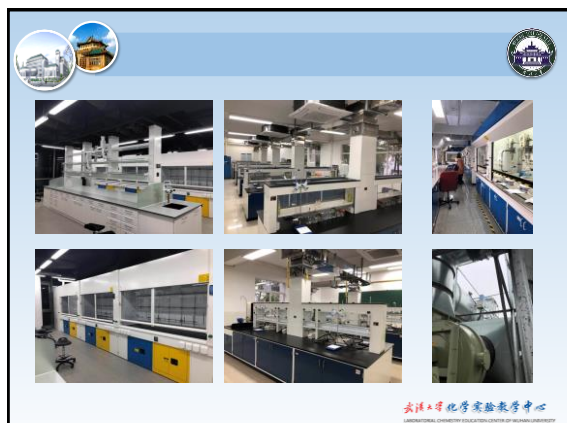 武汉大学化学实验教学中心
LABORATORIAL CHEMISTRY EDUCATION CENTER OF WUHAN UNIVERSITY